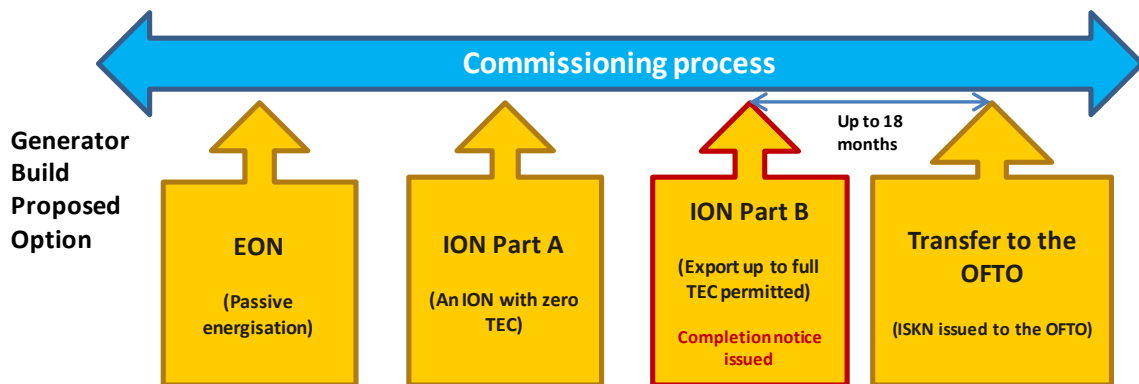 Commissioning process
Generator
Build
Proposed
Option
EON
(Passive
energisation)
ION Part A
(An ION with zero
TEC)
ION Part B
(Export up to full
TEC permitted)
Completion notice
issued
Up to 18
months
Transfer to the
OFTO
(ISKN issued to the OFTO)